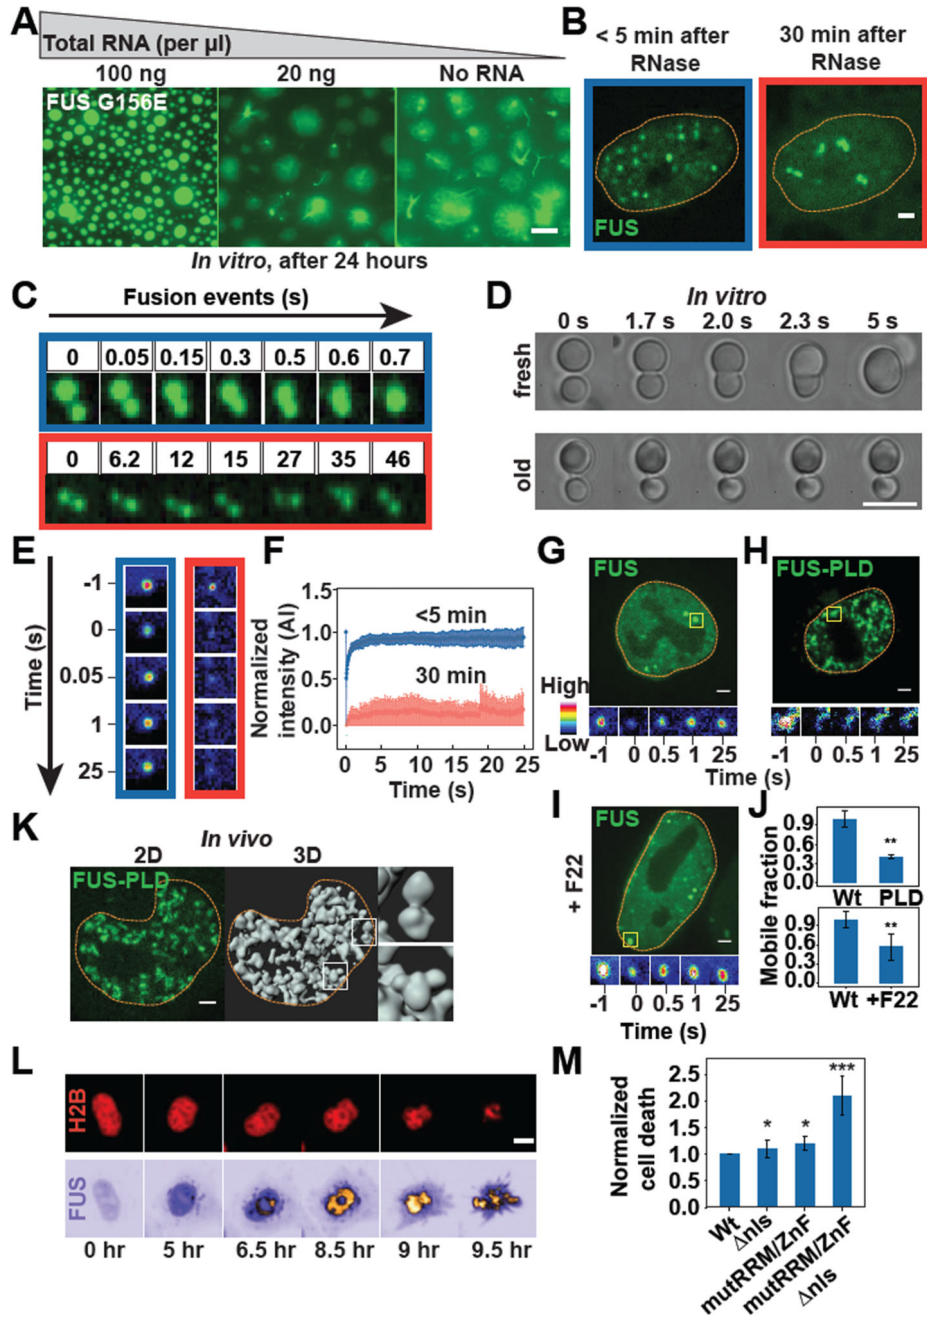 A
Total RNA (per µl)
100 ng 20 ng No RNA
FUS G156E
In vitro, after 24 hours
B
< 5 min after RNase
30 min after RNase
FUS
C
Fusion events (s)
0 0.05 0.15 0.3 0.5 0.6 0.7
0 6.2 12 15 27 35 46
D
In vitro
0 s 1.7 s 2.0 s 2.3 s 5 s
fresh
old
E
Time (s)
-1
0
0.05
1
25
F
Normalized
intensity (AI)
1.5
1.0
0.5
0.0
<5 min
30 min
0 5 10 15 20 25
Time (s)
G
FUS
High
Low
-1 0 0.5 1 25
H
FUS-PLD
-1 0 0.5 1 25
Time (s)
I
+ F22
FUS
-1 0 0.5 1 25
Time (s)
J
Mobile fraction
0.9
0.6
0.3
0.0
**
Wt PLD
0.9
0.6
0.3
0.0
**
Wt +F22
K
In vivo
2D 3D
FUS-PLD
L
H2B
FUS
0 hr 5 hr 6.5 hr 8.5 hr 9 hr 9.5 hr
M
Normalized
cell death
2.5
2.0
1.5
1.0
0.5
0.0
* * ***
Wt
Δnls
mutRRM/ZnF
mutRRM/ZnF
Δnls